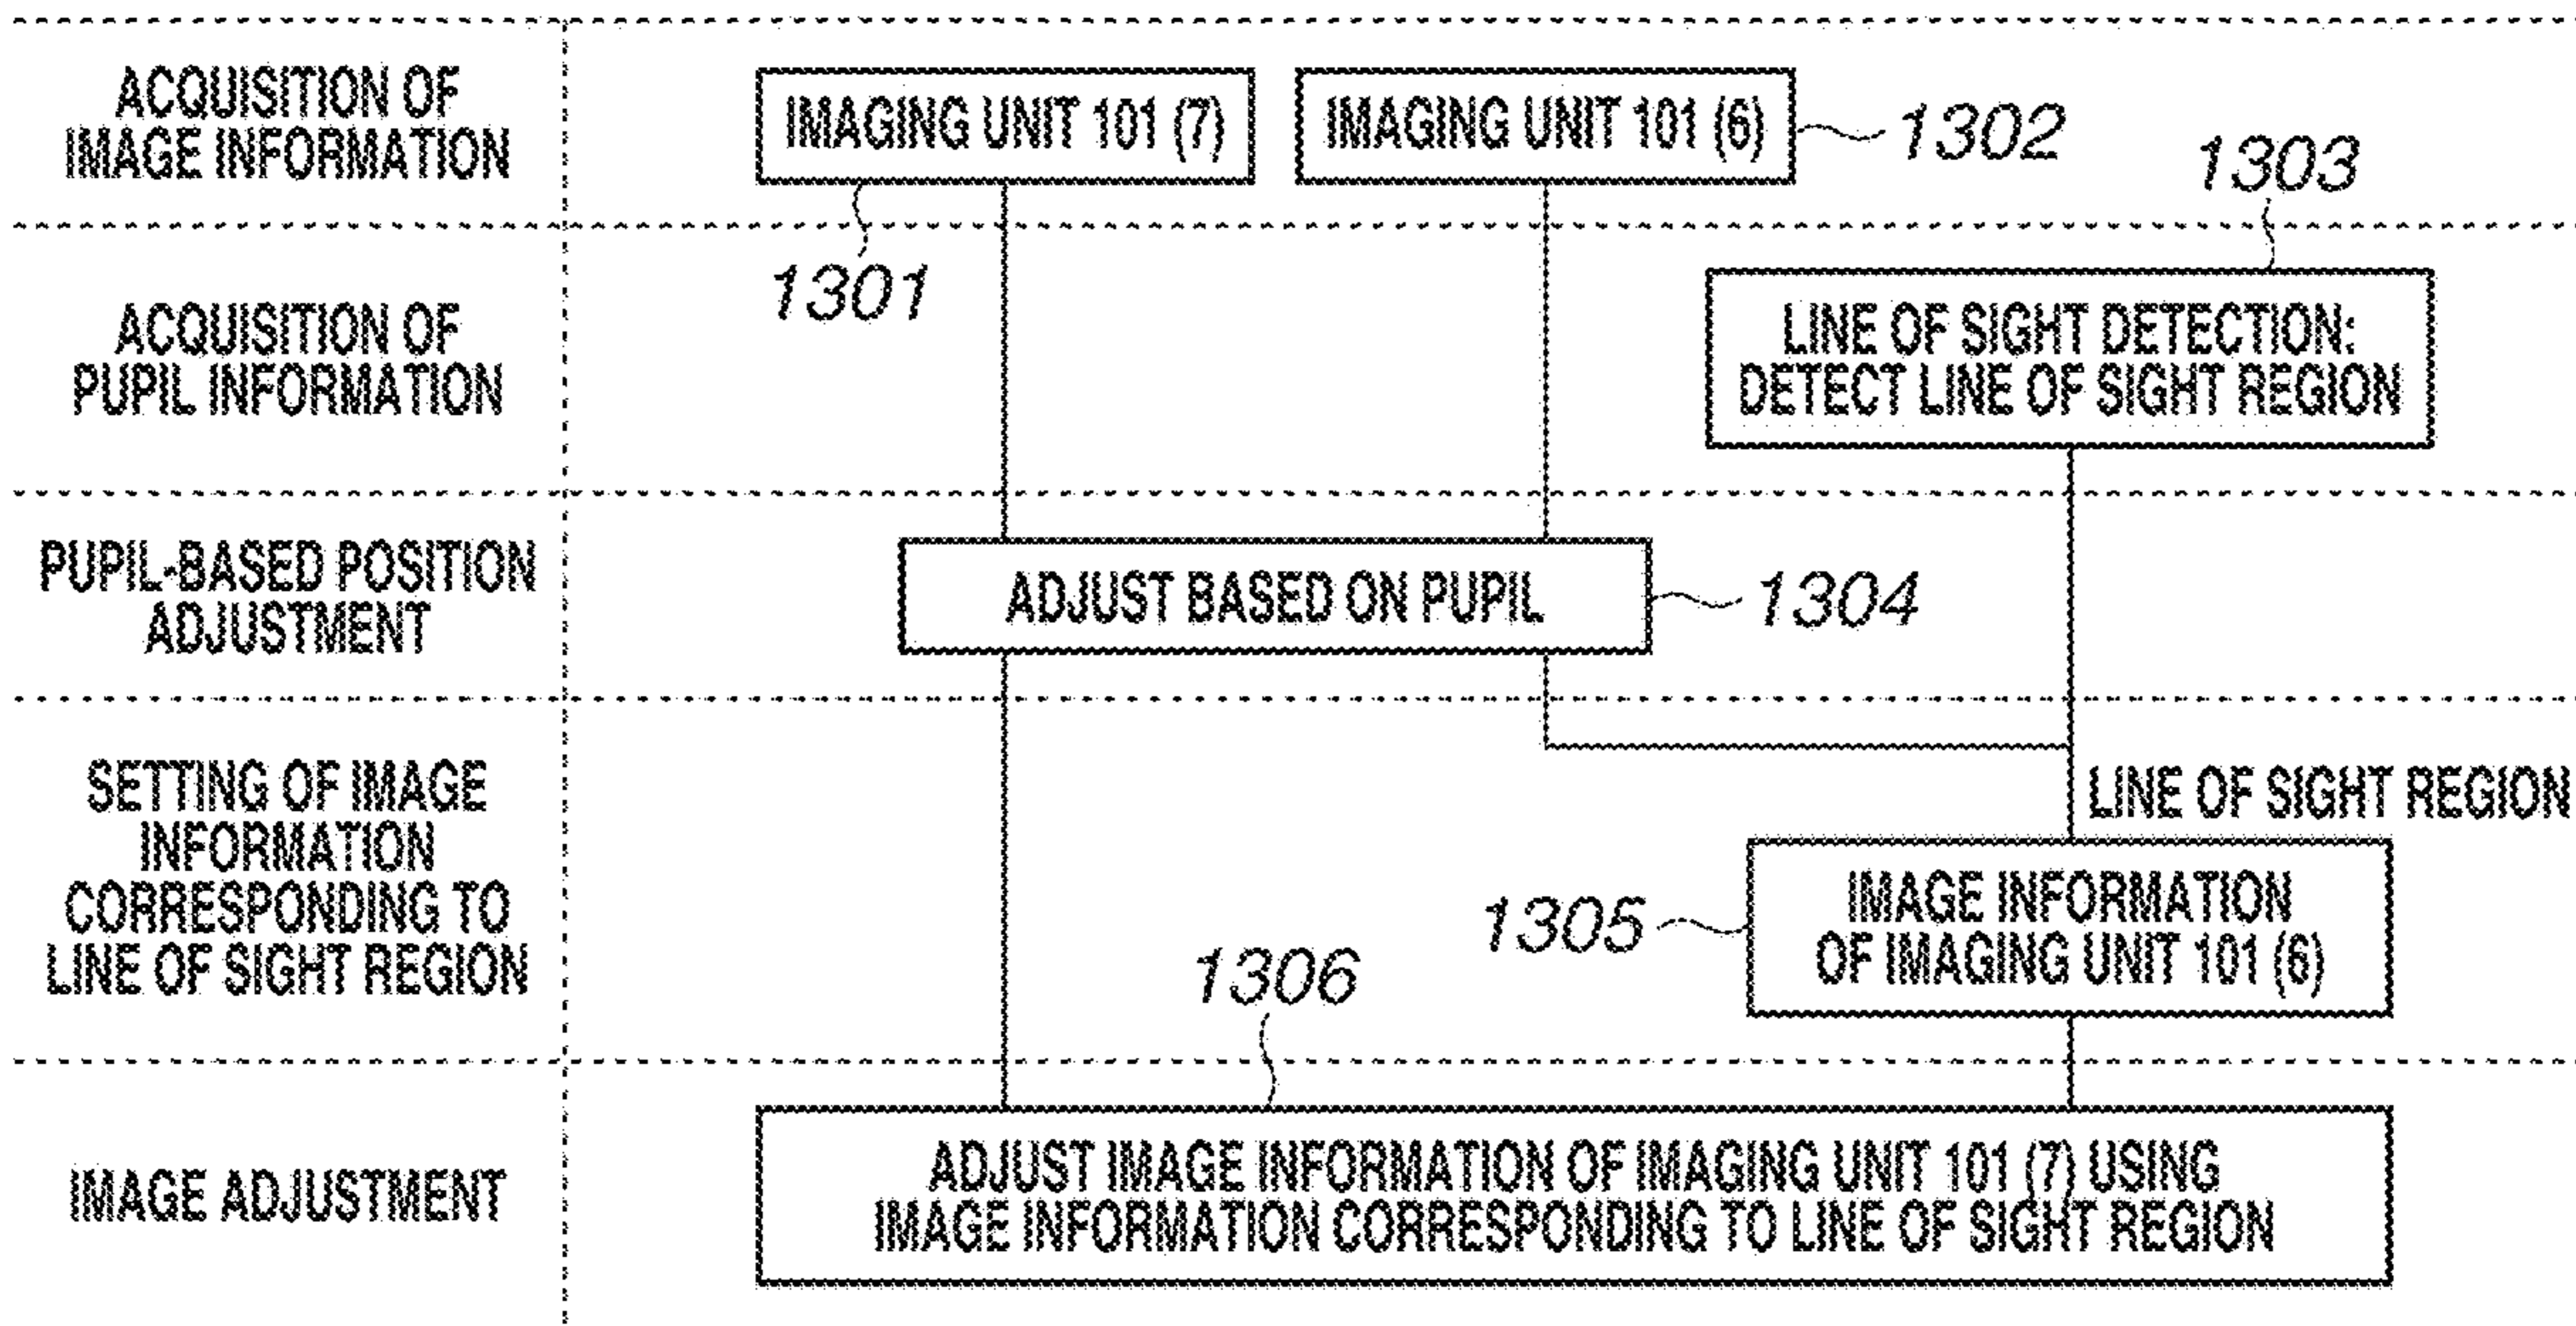 ACQUISITION OF
IMAGE INFORMATION
IMAGING UNIT 101 (7)
IMAGING UNIT 101 (6)
1302
1303
1301
ACQUISITION OF
PUPIL INFORMATION
LINE OF SIGHT DETECTION:
DETECT LINE OF SIGHT REGION
PUPIL-BASED POSITION
ADJUSTMENT
ADJUST BASED ON PUPIL
1304
SETTING OF IMAGE
INFORMATION
CORRESPONDING TO
LINE OF SIGHT REGION
LINE OF SIGHT REGION
1305
IMAGE INFORMATION
OF IMAGING UNIT 101 (6)
1306
IMAGE ADJUSTMENT
ADJUST IMAGE INFORMATION OF IMAGING UNIT 101 (7) USING
IMAGE INFORMATION CORRESPONDING TO LINE OF SIGHT REGION